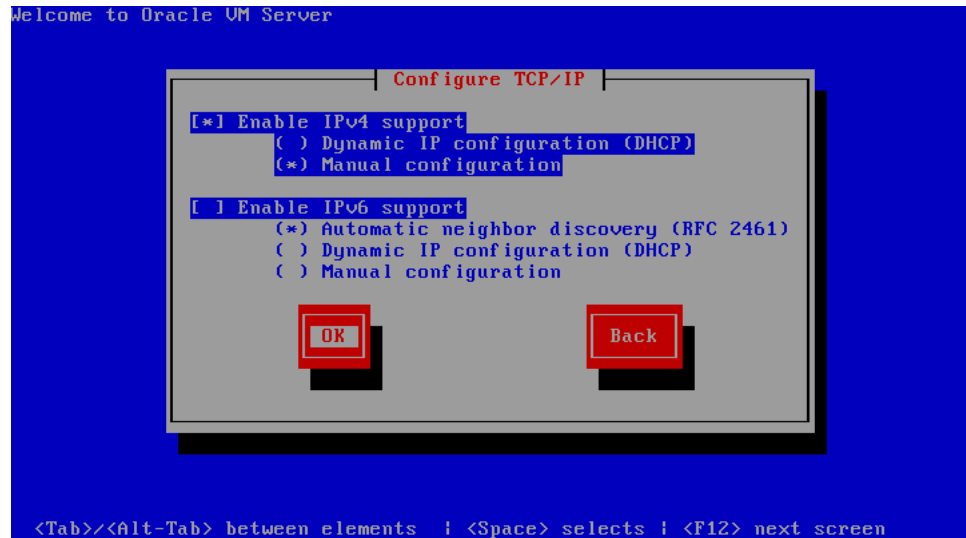 Welcome to Oracle VM Server
Configure TCP/IP
[*] Enable IPv4 support
( ) Dynamic IP configuration (DHCP)
(*) Manual configuration
[ ] Enable IPv6 support
(*) Automatic neighbor discovery (RFC 2461)
( ) Dynamic IP configuration (DHCP)
( ) Manual configuration
OK Back
<Tab>/<Alt-Tab> between elements | <Space> selects | <F12> next screen